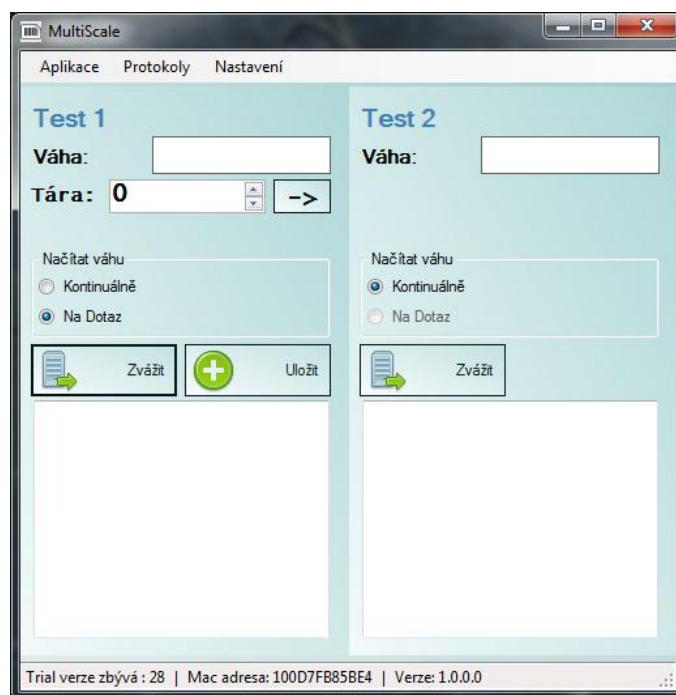 MultiScale
Aplikace Protokoly Nastavení
Test 1
Váha:
Tára: 0 ->
Načítat váhu
Kontinuálně
Na Dotaz
Zvážit Uložit
Test 2
Váha:
Načítat váhu
Kontinuálně
Na Dotaz
Zvážit
Trial verze zbývá : 28 | Mac adresa: 100D7FB85BE4 | Verze: 1.0.0.0